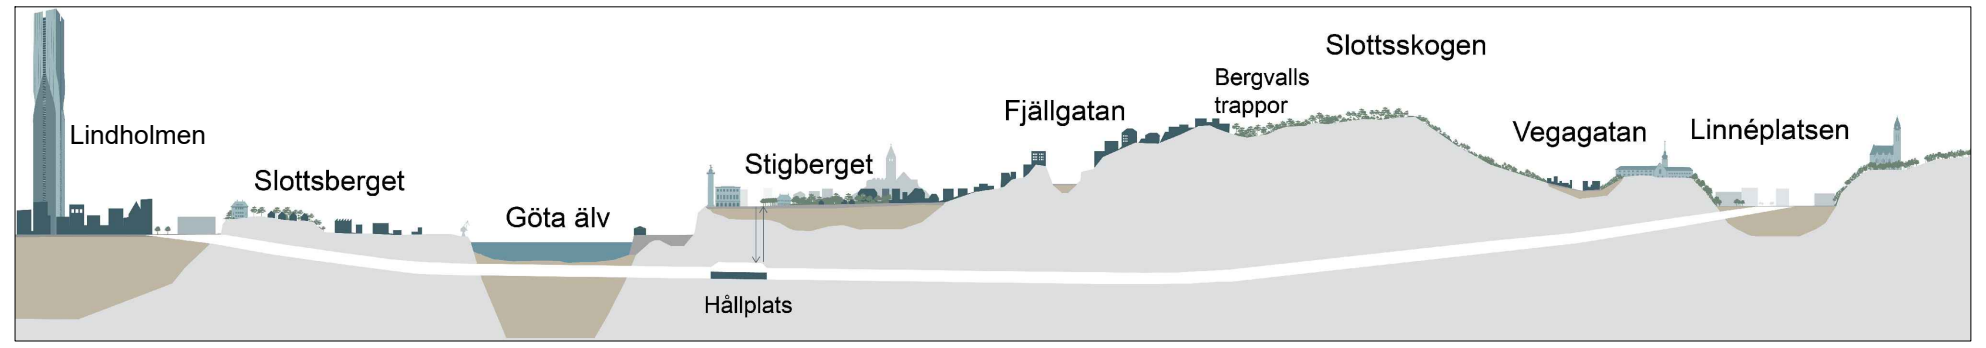 Lindholmen
Slottsberget
Göta älv
Stigberget
Hållplats
Fjällgatan
Bergvalls
trappor
Slottsskogen
Vegagatan
Linnéplatsen